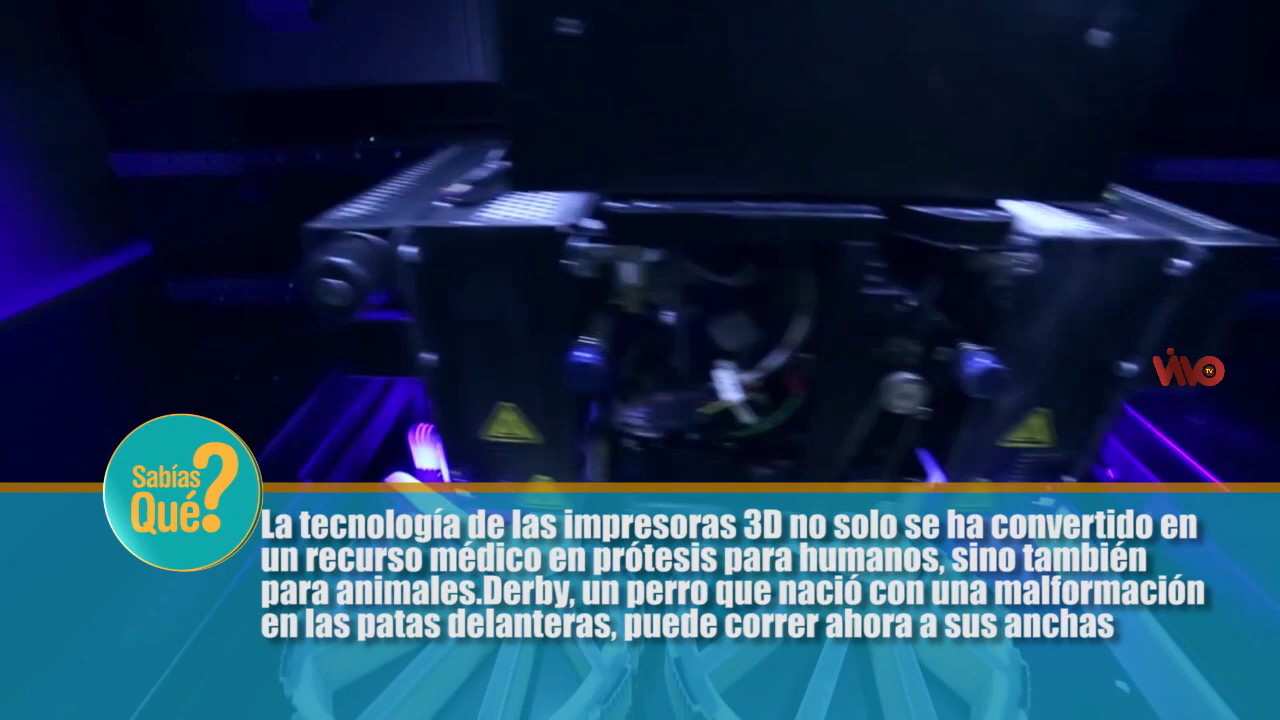 VIVO
TV
Sabías
Qué?
La tecnología de las impresoras 3D no solo se ha convertido en
un recurso médico en prótesis para humanos, sino también
para animales.Derby, un perro que nació con una malformación
en las patas delanteras, puede correr ahora a sus anchas